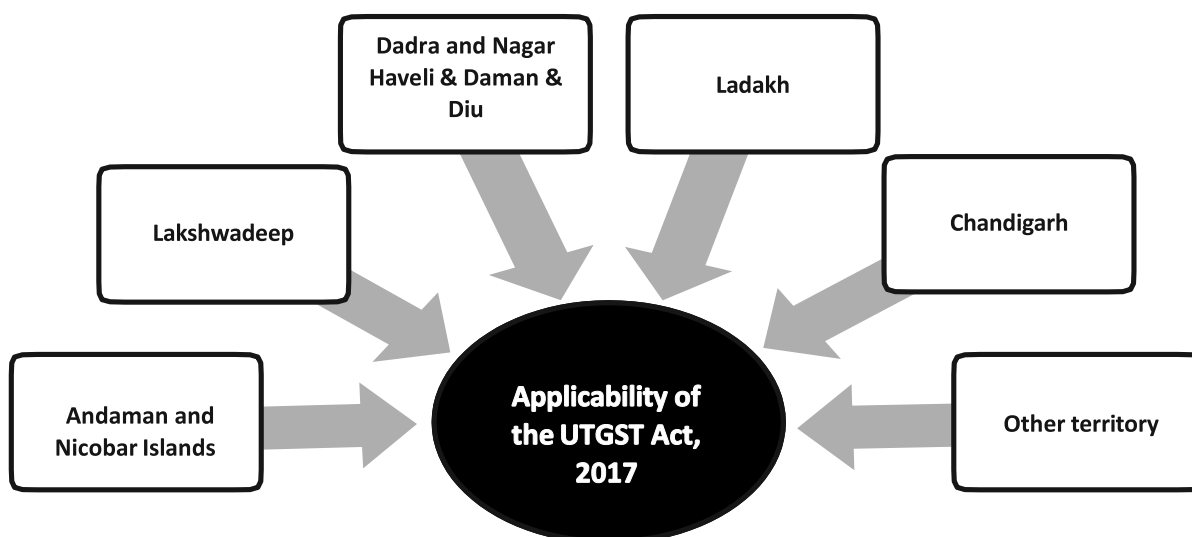 Dadra and Nagar
Haveli & Daman &
Diu
Ladakh
Lakshwadeep
Chandigarh
Andaman and
Nicobar Islands
Applicability of
the UTGST Act,
2017
Other territory